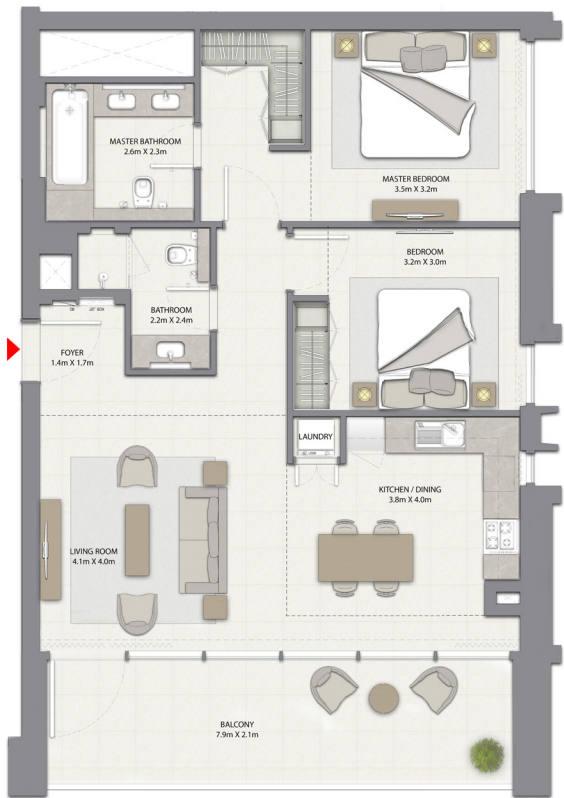 MASTER BATHROOM
2.6m X 2.3m
MASTER BEDROOM
3.5m X 3.2m
BEDROOM
3.2m X 3.0m
BATHROOM
2.2m X 2.4m
FOYER
1.4m X 1.7m
LAUNDRY
KITCHEN / DINING
3.8m X 4.0m
LIVING ROOM
4.1m X 4.0m
BALCONY
7.9m X 2.1m